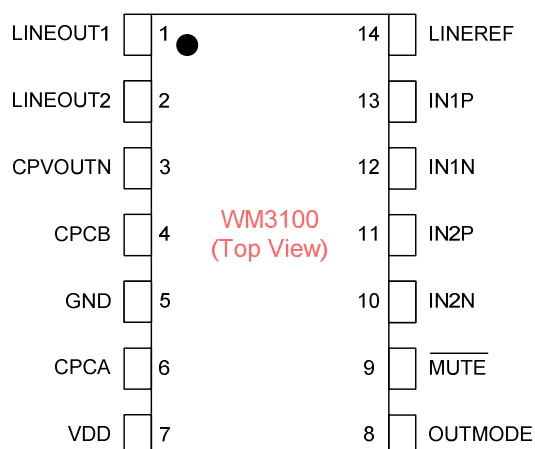 LINEOUT1 1 14 LINEREF
LINEOUT2 2 13 IN1P
CPVOUTN 3 12 IN1N
WM3100
(Top View)
CPCB 4 11 IN2P
GND 5 10 IN2N
CPCA 6 9 MUTE
VDD 7 8 OUTMODE